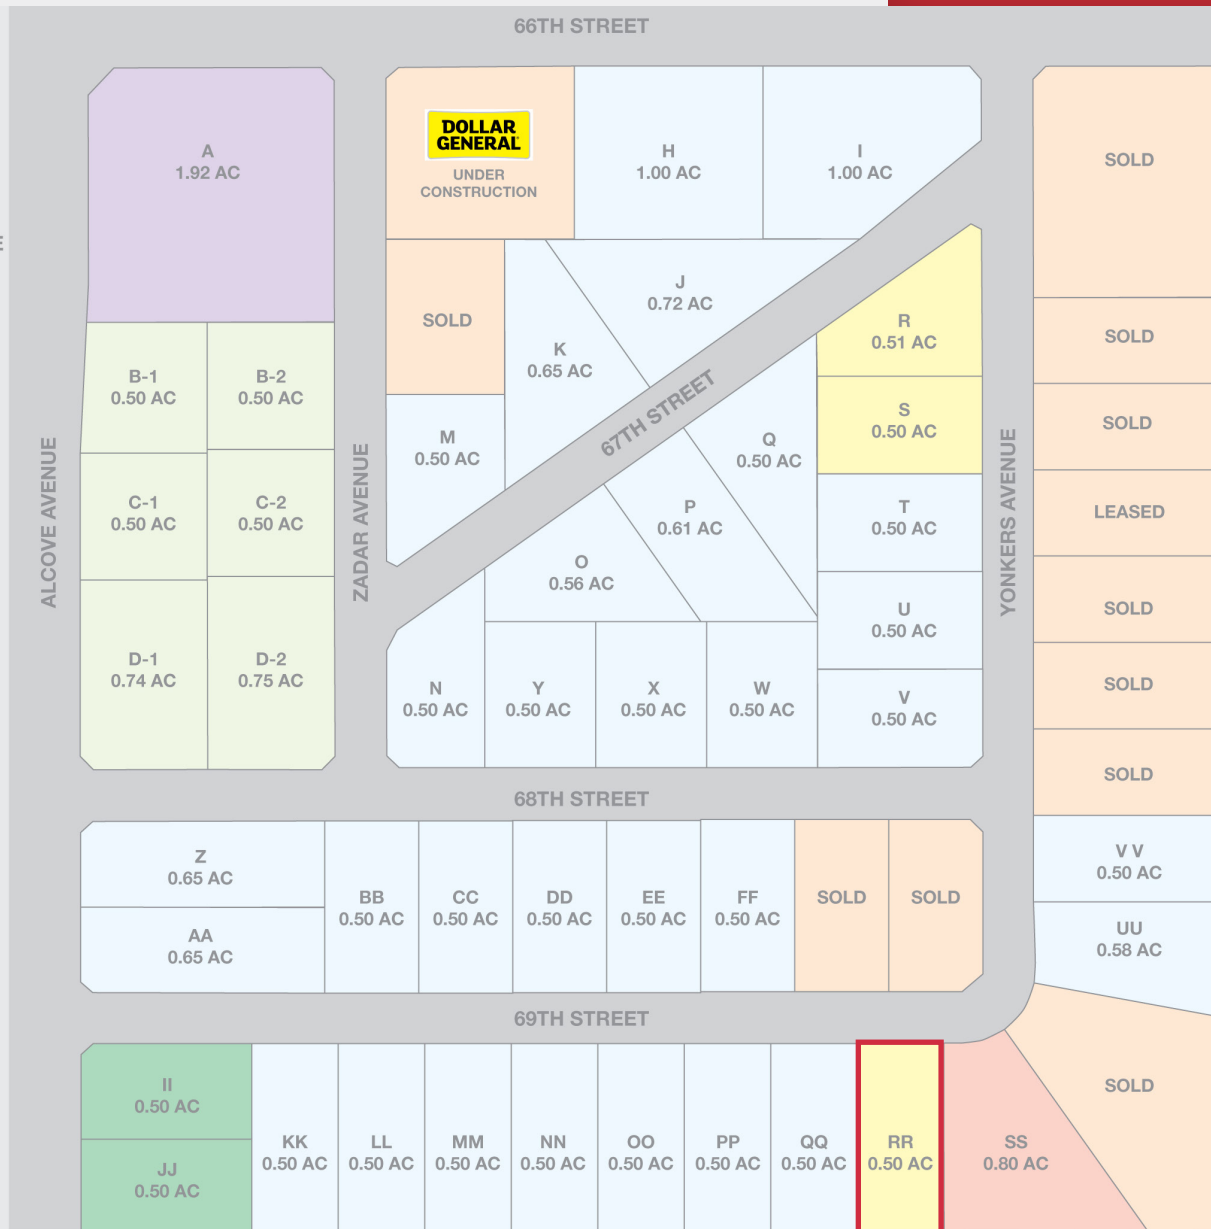 66TH STREET
A
1.92 AC
DOLLAR
GENERAL
UNDER
CONSTRUCTION
H
1.00 AC
I
1.00 AC
SOLD
SOLD
K
0.65 AC
J
0.72 AC
R
0.51 AC
SOLD
B-1
0.50 AC
B-2
0.50 AC
M
0.50 AC
67TH STREET
Q
0.50 AC
S
0.50 AC
SOLD
ALCOVE AVENUE
ZADAR AVENUE
YONKERS AVENUE
C-1
0.50 AC
C-2
0.50 AC
P
0.61 AC
T
0.50 AC
LEASED
O
0.56 AC
U
0.50 AC
SOLD
D-1
0.74 AC
D-2
0.75 AC
N
0.50 AC
Y
0.50 AC
X
0.50 AC
W
0.50 AC
V
0.50 AC
SOLD
SOLD
68TH STREET
Z
0.65 AC
AA
0.65 AC
BB
0.50 AC
CC
0.50 AC
DD
0.50 AC
EE
0.50 AC
FF
0.50 AC
SOLD
SOLD
V V
0.50 AC
UU
0.58 AC
69TH STREET
II
0.50 AC
JJ
0.50 AC
KK
0.50 AC
LL
0.50 AC
MM
0.50 AC
NN
0.50 AC
OO
0.50 AC
PP
0.50 AC
QQ
0.50 AC
RR
0.50 AC
SS
0.80 AC
SOLD